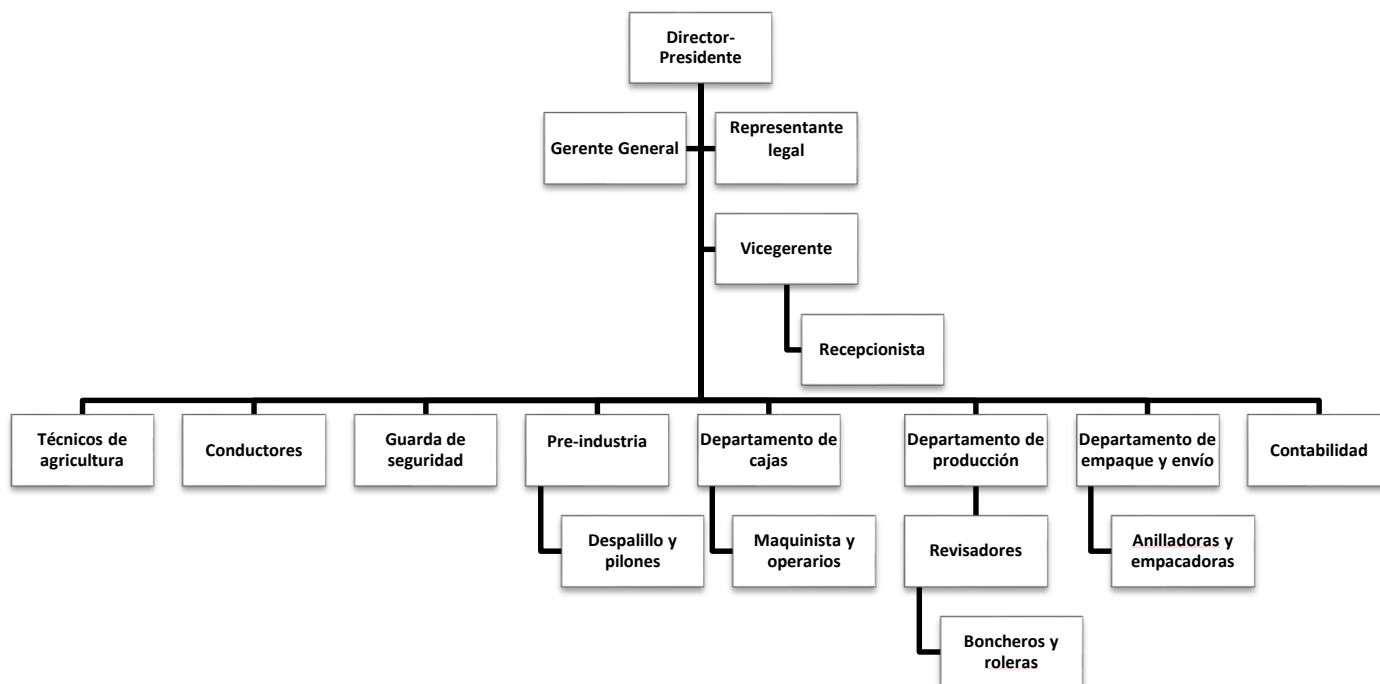 Director-
Presidente
Gerente General
Representante
legal
Vicegerente
Recepcionista
Técnicos de
agricultura
Conductores
Guarda de
seguridad
Pre-industria
Departamento de
cajas
Departamento de
producción
Departamento de
empaque y envío
Contabilidad
Despalillo y
pilones
Maquinista y
operarios
Revisadores
Anilladoras y
empacadoras
Boncheros y
roleras